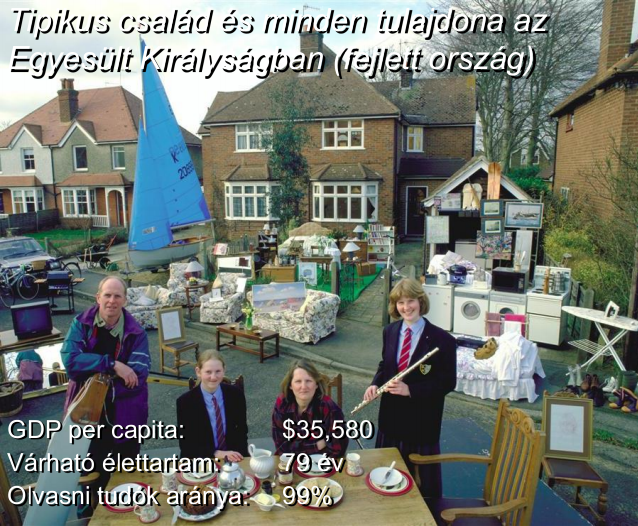 Tipikus család és minden tulajdona az
Egyesült Királyságban (fejlett ország)
GDP per capita: $35,580
Várható élettartam: 79 év
Olvasni tudók aránya: 99%